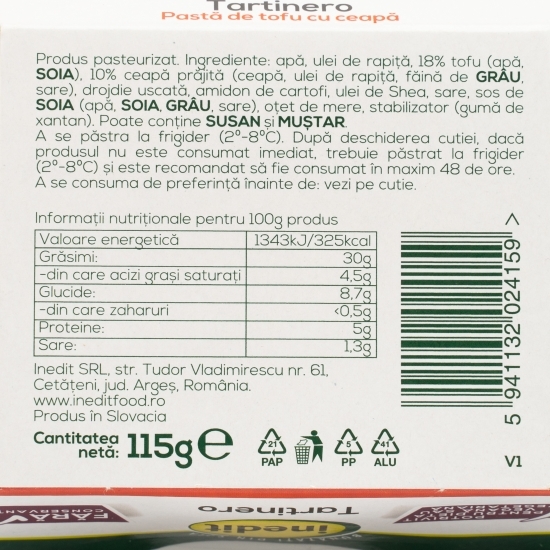 Tartinero
Pastă de tofu cu ceapă
Produs pasteurizat. Ingrediente: apă, ulei de rapiță, 18% tofu (apă,
SOIA), 10% ceapă prăjită (ceapă, ulei de rapiță, făină de GRÂU,
sare), drojdie uscată, amidon de cartofi, ulei de Shea, sare, sos de
SOIA (apă, SOIA, GRÂU, sare), oțet de mere, stabilizator (gumă de
xantan). Poate conține SUSAN și MUȘTAR.
A se păstra la frigider (2°-8°C). După deschiderea cutiei, dacă
produsul nu este consumat imediat, trebuie păstrat la frigider
(2°-8°C) și este recomandat să fie consumat în maxim 48 de ore.
A se consuma de preferință înainte de: vezi pe cutie.
Informații nutriționale pentru 100g produs
Valoare energetică 1343kJ/325kcal
Grăsimi: 30g
-din care acizi grași saturați 4,5g
Glucide: 8,7g
-din care zaharuri <0,5g
Proteine: 5g
Sare: 1,3g
Inedit SRL, str. Tudor Vladimirescu nr. 61,
Cetățeni, jud. Argeș, România.
www.ineditfood.ro
Produs în Slovacia
Cantitatea
netă: 115g e
21 PAP
5 PP
41 ALU
5 941132 024159 >
V1
FĂRĂ
CONSERVANȚI
Tartinero
inedit